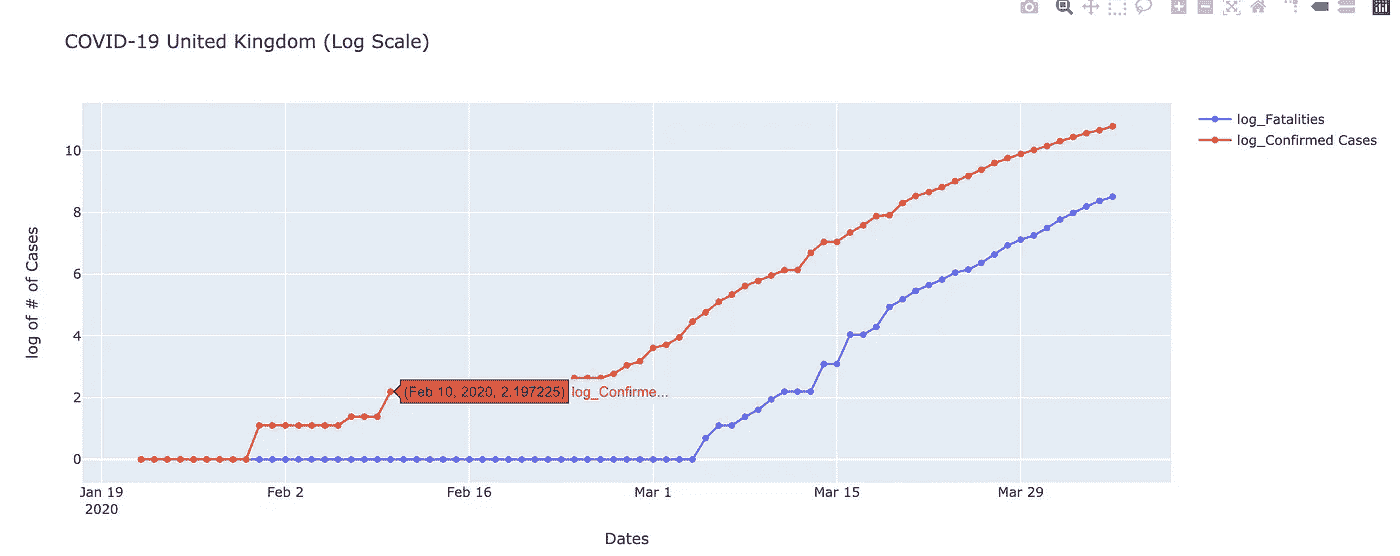 COVID-19 United Kingdom (Log Scale)
log_Fatalities
log_Confirmed Cases
log of # of Cases
10
8
6
4
2
0
(Feb 10, 2020, 2.197225) log_Confirme...
Jan 19 Feb 2 Feb 16 Mar 1 Mar 15 Mar 29
2020
Dates